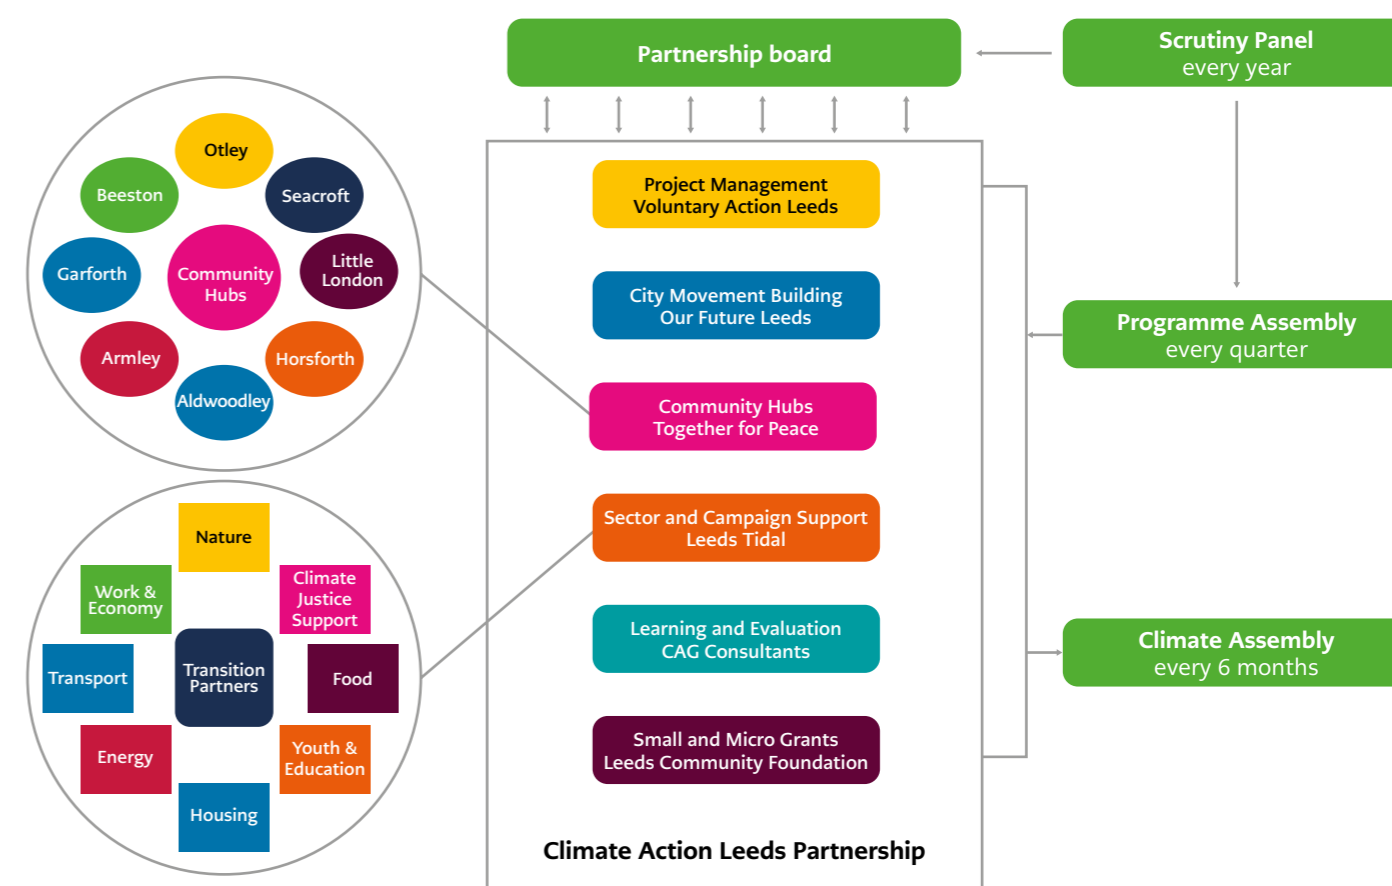 Partnership board
Scrutiny Panel
every year
Otley
Beeston
Seacroft
Garforth
Community
Hubs
Little
London
Armley
Horsforth
Aldwoodley
Nature
Work &
Economy
Climate
Justice
Support
Transport
Transition
Partners
Food
Energy
Youth &
Education
Housing
Project Management
Voluntary Action Leeds
City Movement Building
Our Future Leeds
Community Hubs
Together for Peace
Sector and Campaign Support
Leeds Tidal
Learning and Evaluation
CAG Consultants
Small and Micro Grants
Leeds Community Foundation
Climate Action Leeds Partnership
Programme Assembly
every quarter
Climate Assembly
every 6 months